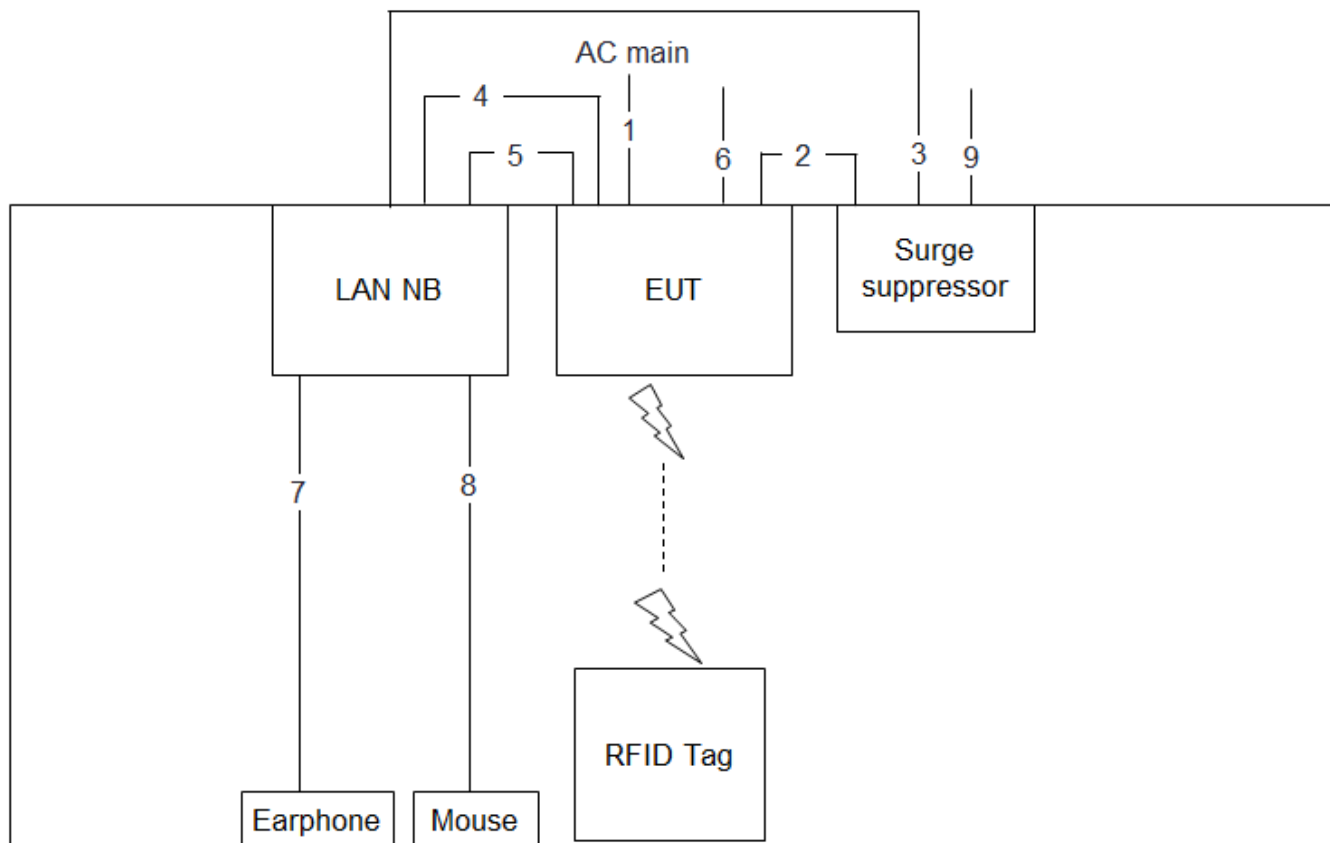 AC main
4
1
5
6
2
3
9
LAN NB
EUT
Surge
suppressor
7
8
RFID Tag
Earphone
Mouse